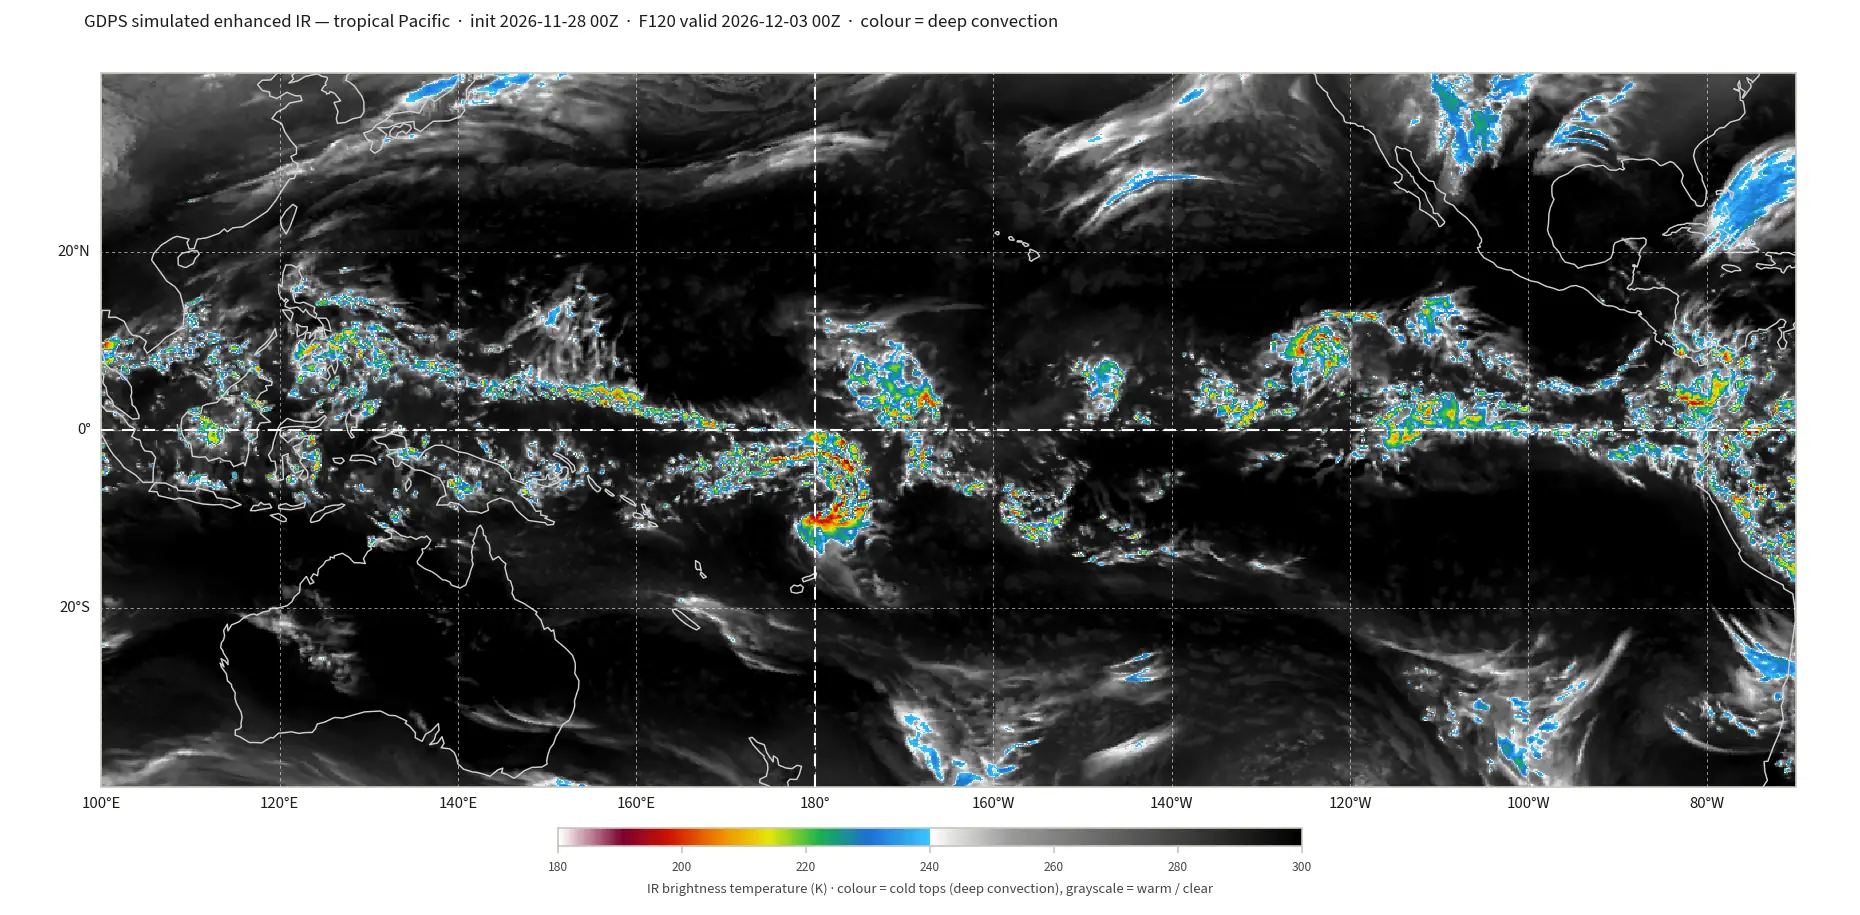 GDPS simulated enhanced IR — tropical Pacific · init 2026-11-28 00Z · F120 valid 2026-12-03 00Z · colour = deep convection
20°N
0°
20°S
100°E 120°E 140°E 160°E 180° 160°W 140°W 120°W 100°W 80°W
180 200 220 240 260 280 300
IR brightness temperature (K) · colour = cold tops (deep convection), grayscale = warm / clear